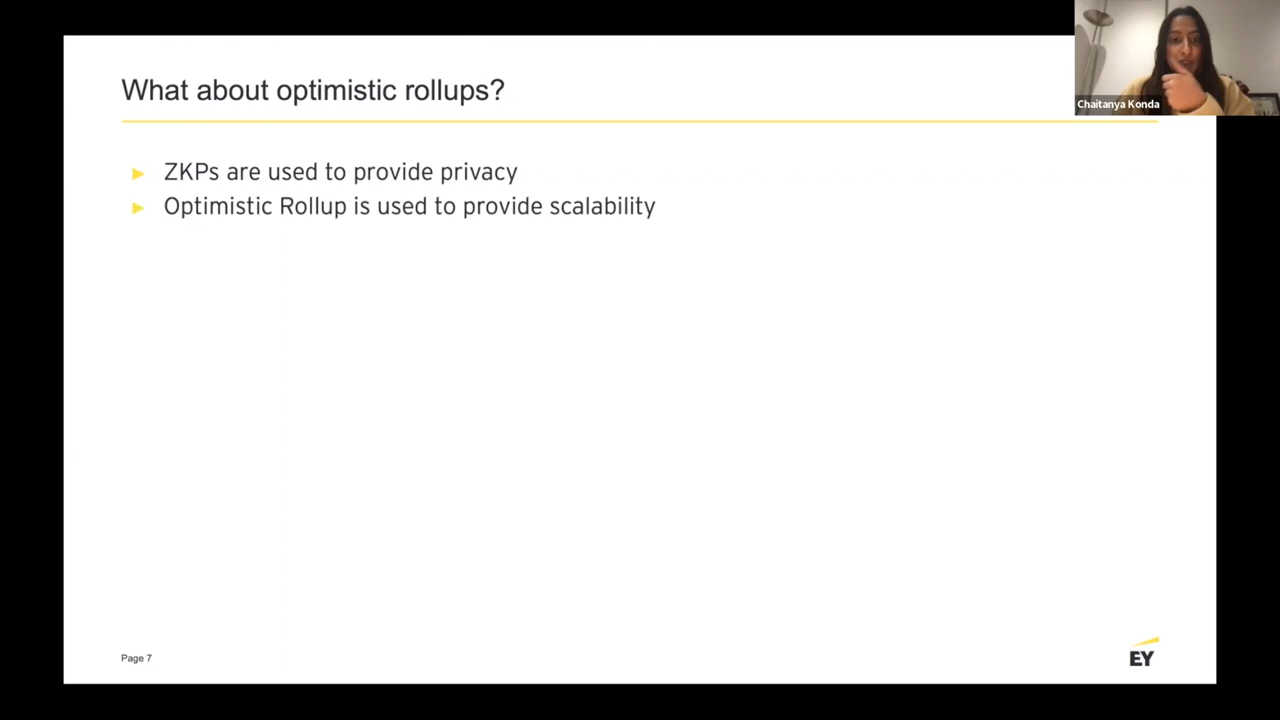 What about optimistic rollups?
Chaitanya Konda
► ZKPs are used to provide privacy
► Optimistic Rollup is used to provide scalability
Page 7
EY